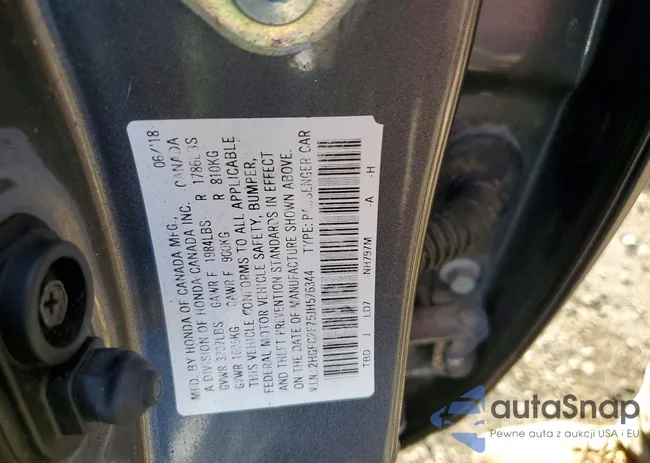 MFD. BY HONDA OF CANADA MFG., 06/18
A DIVISION OF HONDA CANADA INC. CANADA
GVWR LBS GAWR F 1984LBS R 1786LBS
GVWR KG GAWR F 900KG R 810KG
THIS VEHICLE CONFORMS TO ALL APPLICABLE
FEDERAL MOTOR VEHICLE SAFETY, BUMPER,
AND THEFT PREVENTION STANDARDS IN EFFECT
ON THE DATE OF MANUFACTURE SHOWN ABOVE.
V.I.N.: 2HGFC2F75JH576344 TYPE: PASSENGER CAR
TBD J LD7 NH797M -A -H
autaSnap
Pewne auta z aukcji USA i EU